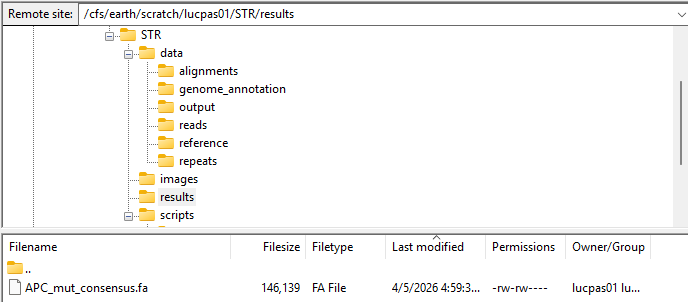 Remote site: /cfs/earth/scratch/lucpas01/STR/results
STR
data
alignments
genome_annotation
output
reads
reference
repeats
images
results
scripts
Filename Filesize Filetype Last modified Permissions Owner/Group
..
APC_mut_consensus.fa 146,139 FA File 4/5/2026 4:59:3... -rw-rw---- lucpas01 lu...